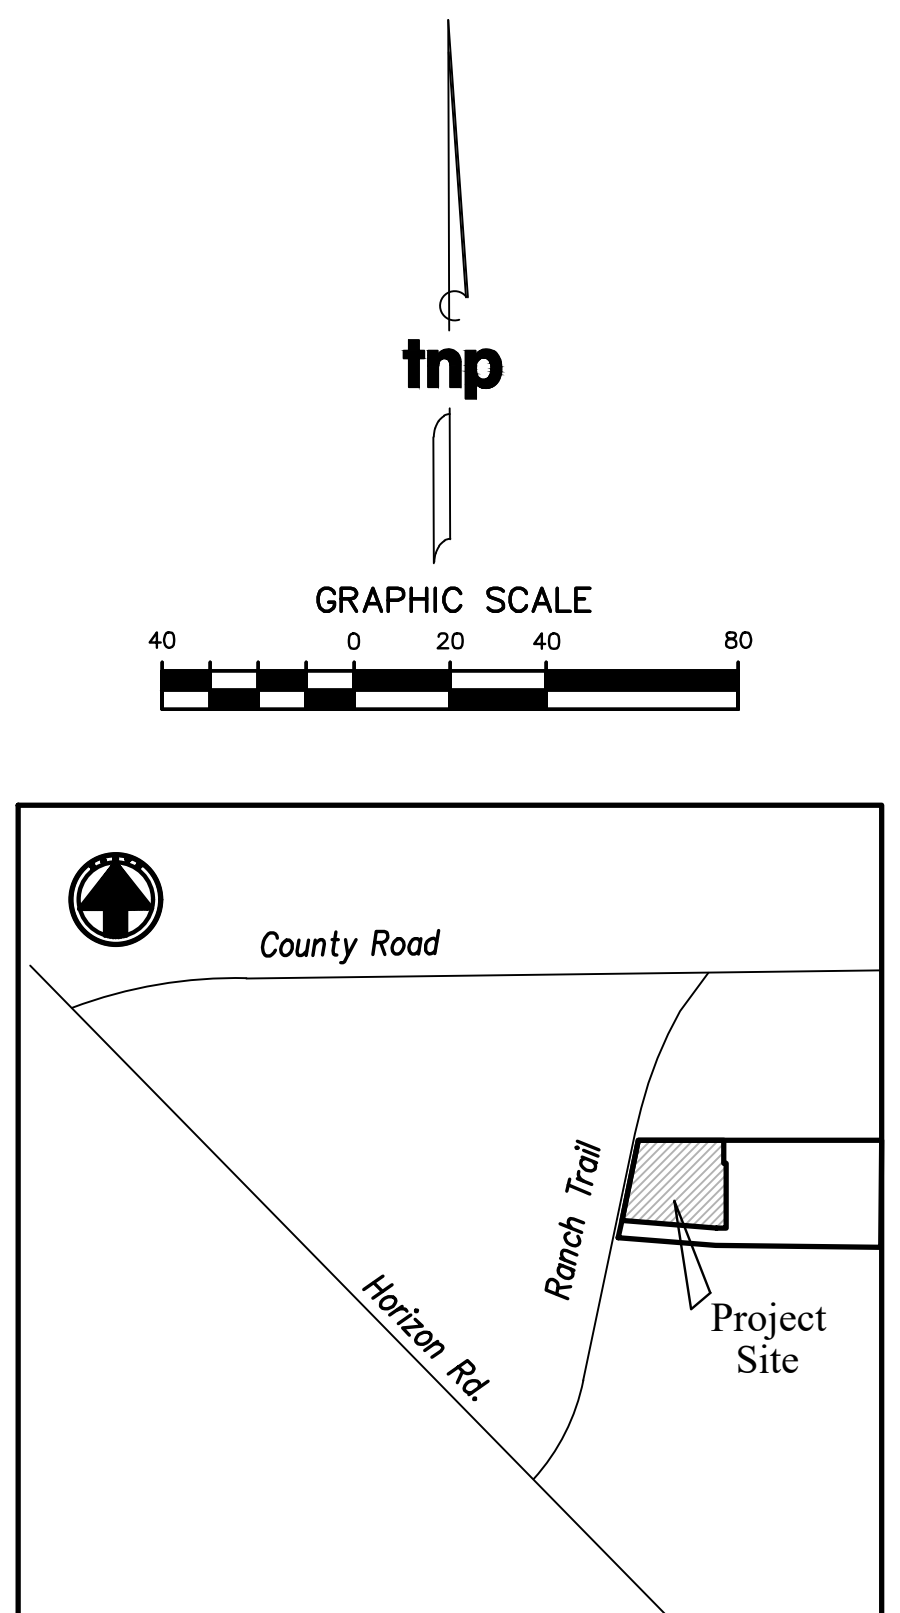 tnp
GRAPHIC SCALE
40 0 20 40 80
County Road
Ranch Trail
Horizon Rd.
Project
Site